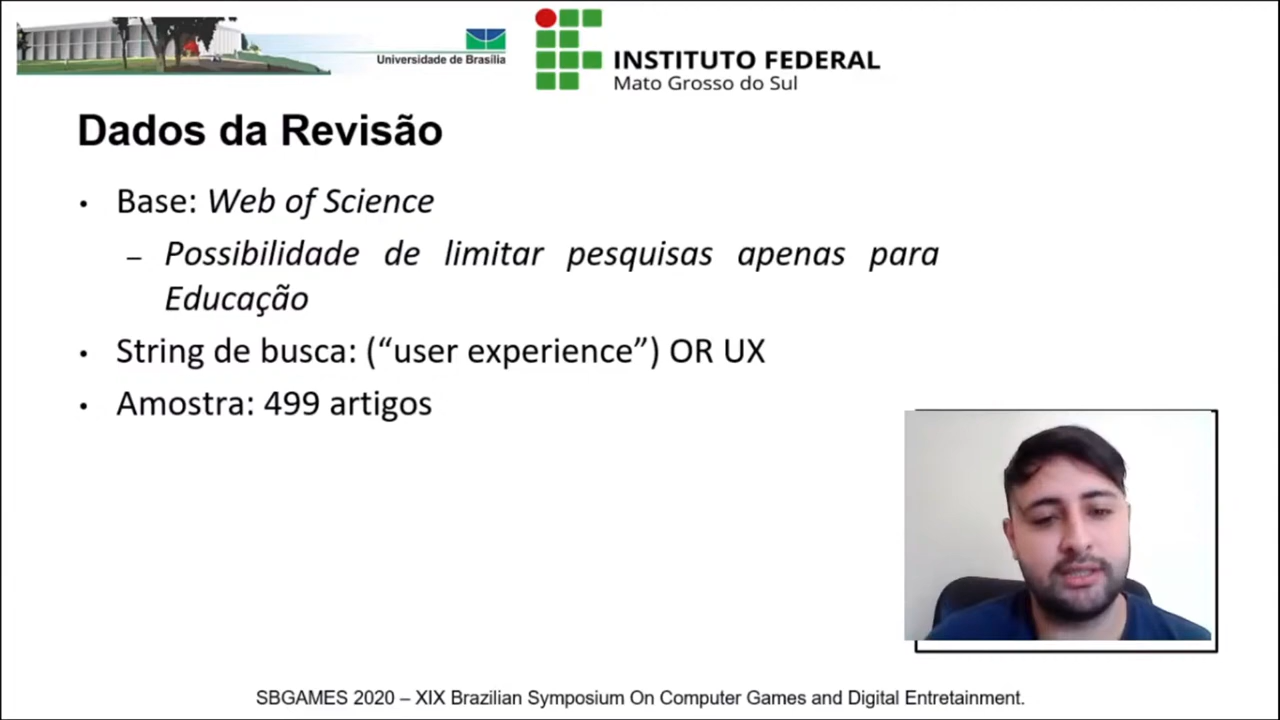 Universidade de Brasília
INSTITUTO FEDERAL
Mato Grosso do Sul
Dados da Revisão
• Base: Web of Science
– Possibilidade de limitar pesquisas apenas para
Educação
• String de busca: (“user experience”) OR UX
• Amostra: 499 artigos
SBGAMES 2020 – XIX Brazilian Symposium On Computer Games and Digital Entretainment.